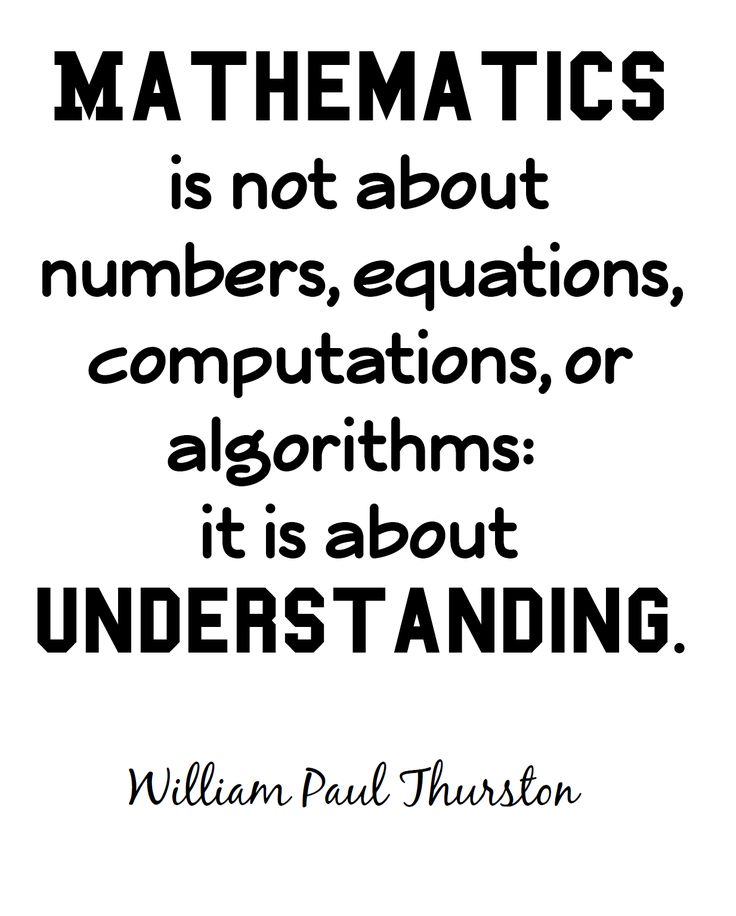 MATHEMATICS
is not about
numbers, equations,
computations, or
algorithms:
it is about
UNDERSTANDING.
William Paul Thurston